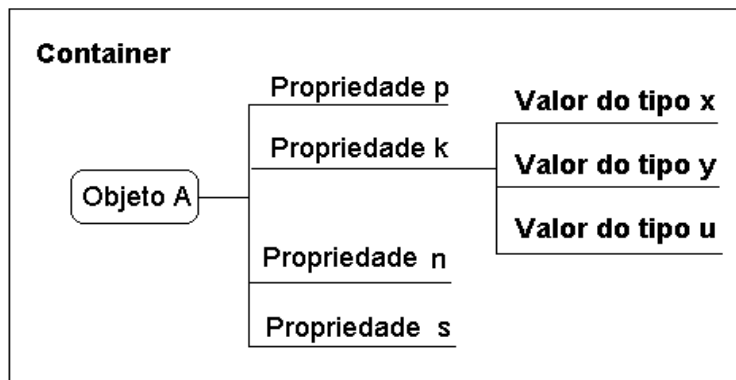 Container
Propriedade p
Valor do tipo x
Propriedade k
Valor do tipo y
Objeto A
Valor do tipo u
Propriedade n
Propriedade s